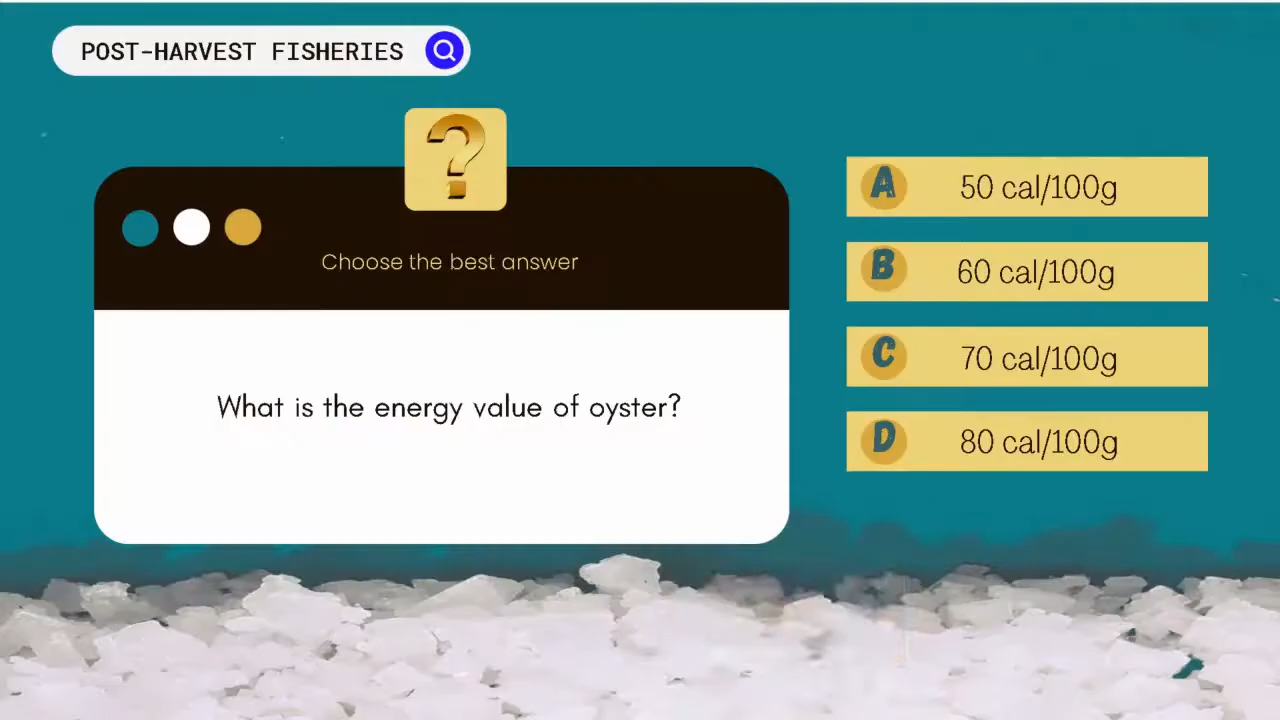 POST-HARVEST FISHERIES
?
Choose the best answer
What is the energy value of oyster?
A 50 cal/100g
B 60 cal/100g
C 70 cal/100g
D 80 cal/100g